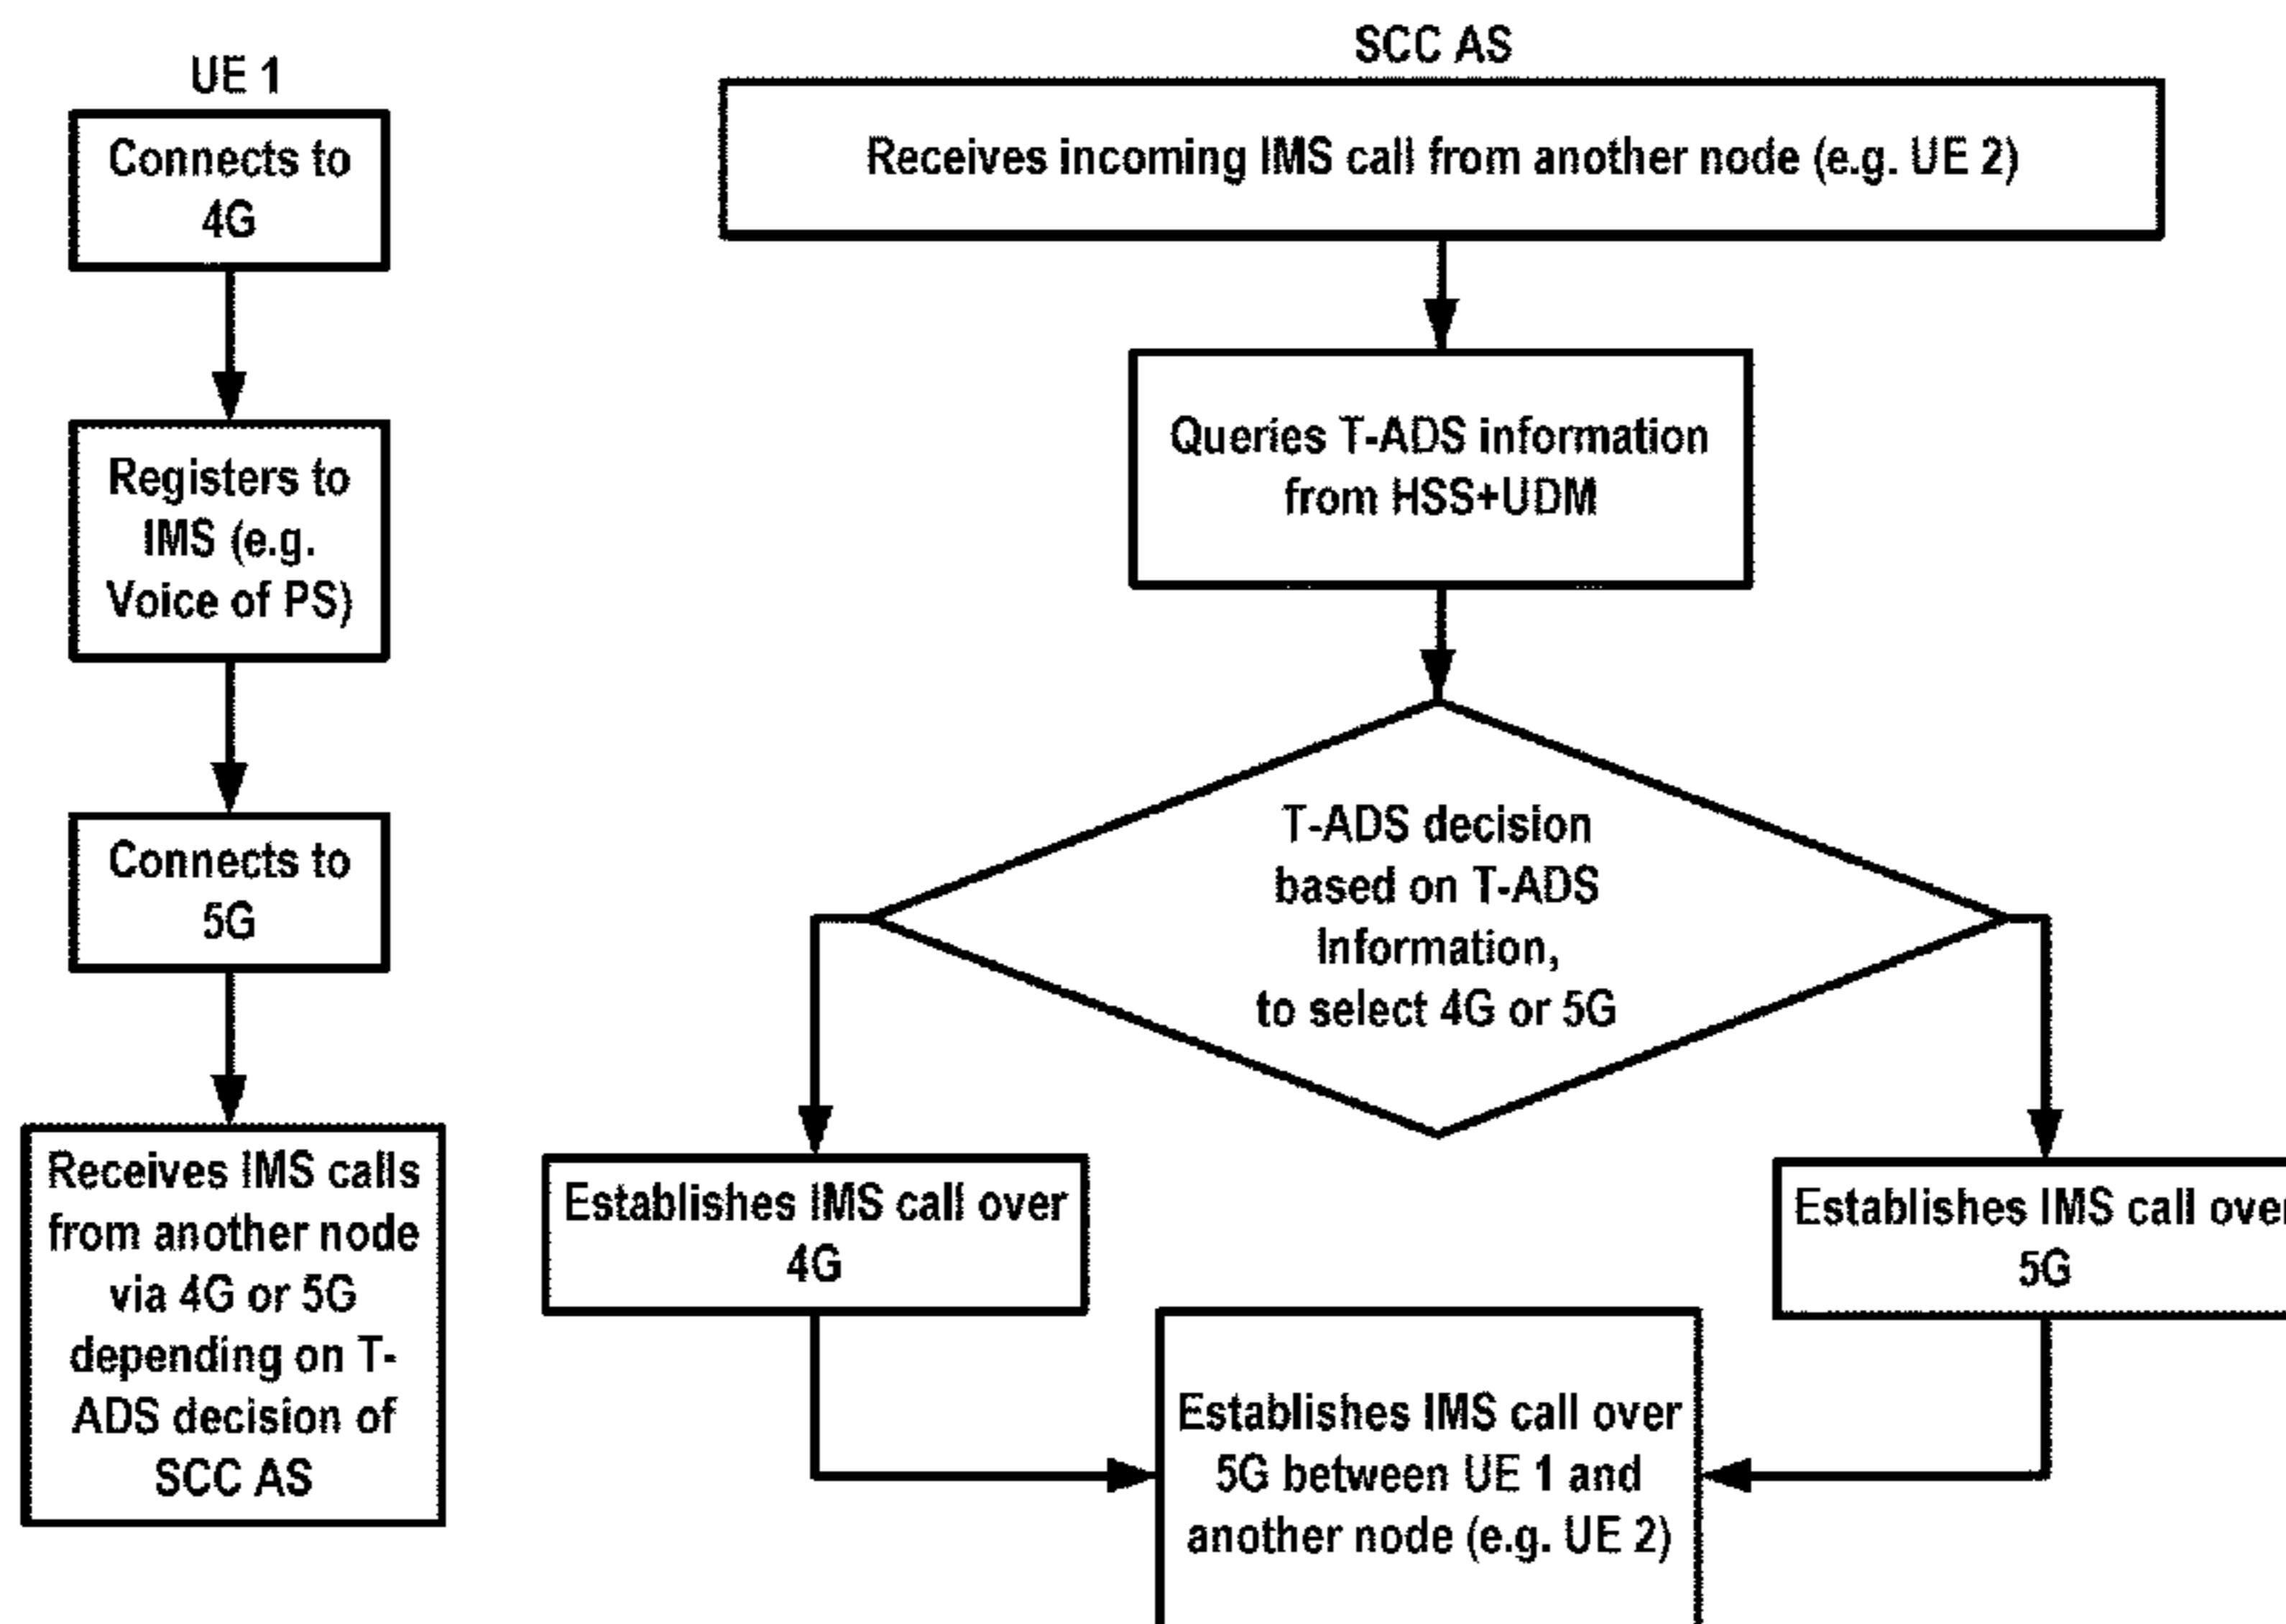 UE 1
Connects to
4G
Registers to
IMS (e.g.
Voice of PS)
Connects to
5G
Receives IMS calls
from another node
via 4G or 5G
depending on T-
ADS decision of
SCC AS
SCC AS
Receives incoming IMS call from another node (e.g. UE 2)
Queries T-ADS information
from HSS+UDM
T-ADS decision
based on T-ADS
Information,
to select 4G or 5G
Establishes IMS call over
4G
Establishes IMS call over
5G
Establishes IMS call over
5G between UE 1 and
another node (e.g. UE 2)